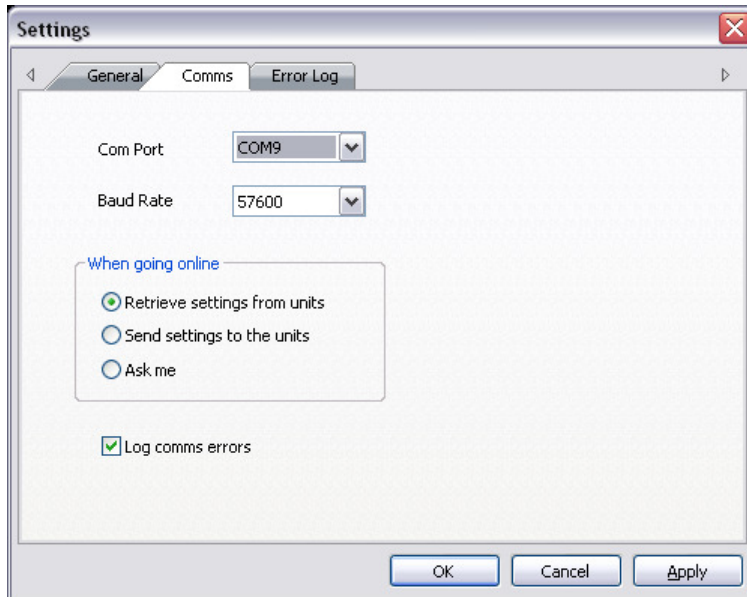 Settings
General Comms Error Log
Com Port COM9
Baud Rate 57600
When going online
Retrieve settings from units
Send settings to the units
Ask me
Log comms errors
OK Cancel Apply